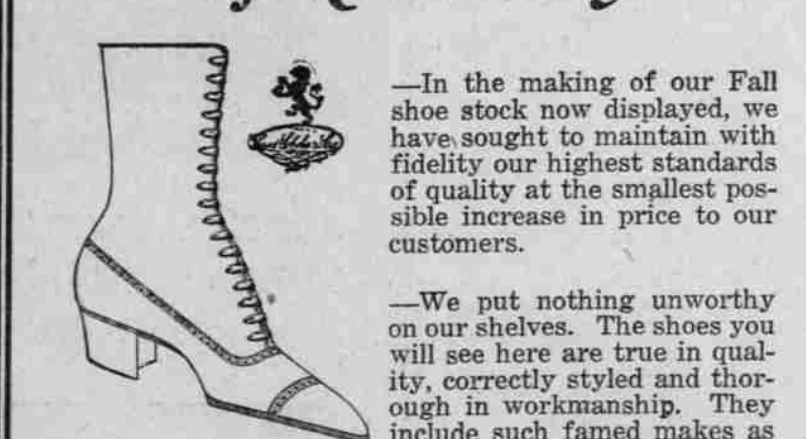 —In the making of our Fall
shoe stock now displayed, we
have sought to maintain with
fidelity our highest standards
of quality at the smallest pos-
sible increase in price to our
customers.
—We put nothing unworthy
on our shelves. The shoes you
will see here are true in qual-
ity, correctly styled and thor-
ough in workmanship. They
include such famed makes as